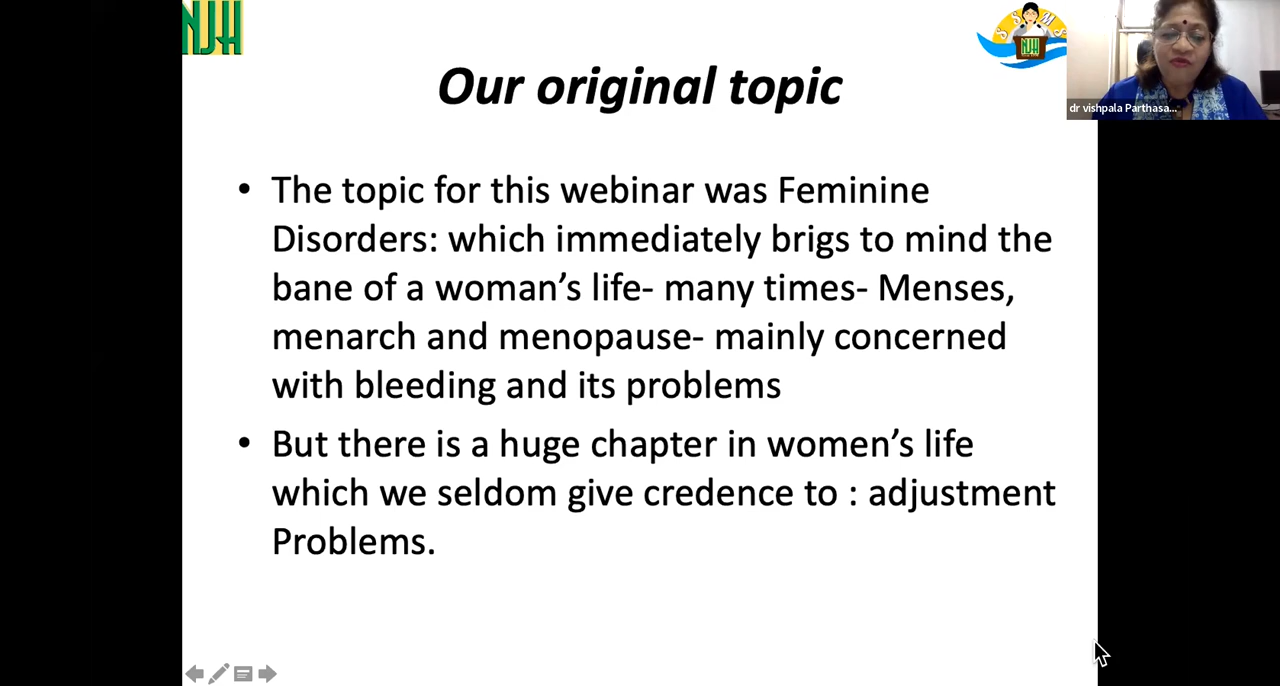 NJH
S S M S
NJH
Our original topic
dr vishpala Parthasa...
• The topic for this webinar was Feminine
Disorders: which immediately brigs to mind the
bane of a woman’s life- many times- Menses,
menarch and menopause- mainly concerned
with bleeding and its problems
• But there is a huge chapter in women’s life
which we seldom give credence to : adjustment
Problems.